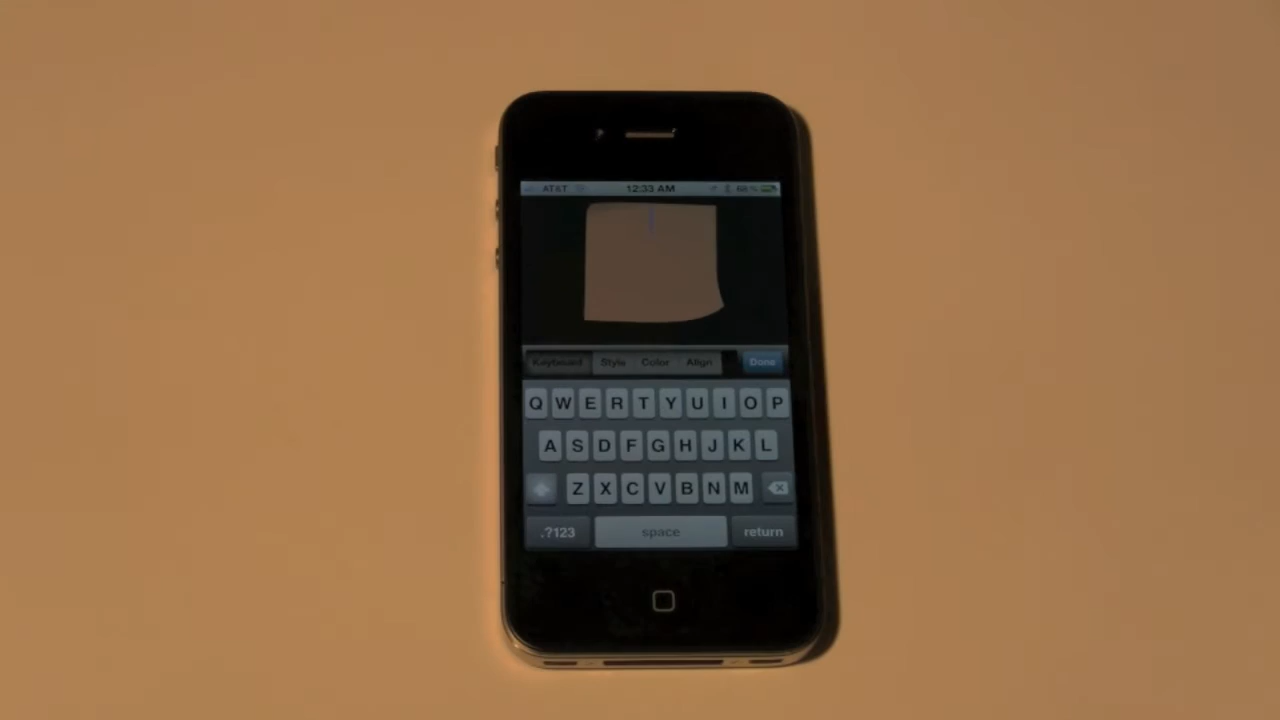 AT&T 12:33 AM
Keyboard Style Color Align Done
Q W E R T Y U I O P
A S D F G H J K L
Z X C V B N M
.?123 space return